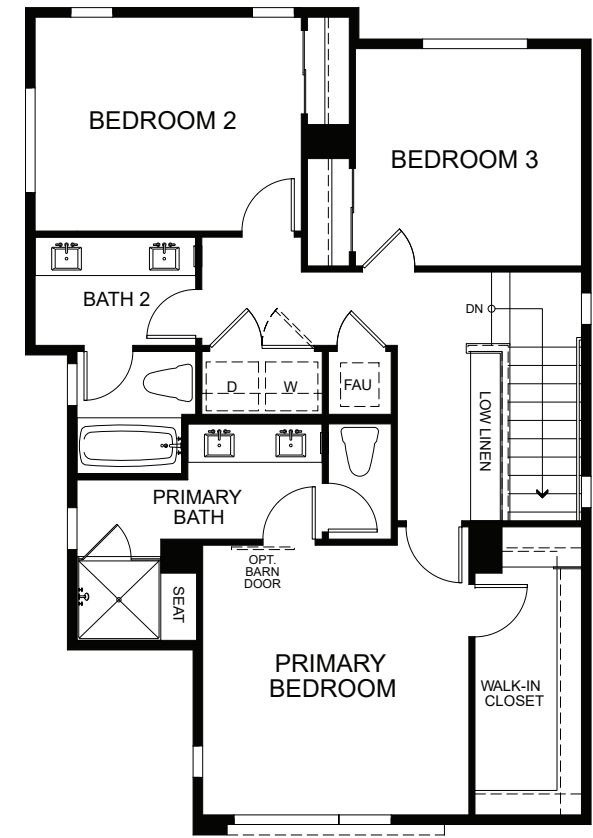 BEDROOM 2
BEDROOM 3
BATH 2
DN
D
W
FAU
LOW LINEN
PRIMARY
BATH
OPT.
BARN
DOOR
SEAT
PRIMARY
BEDROOM
WALK-IN
CLOSET